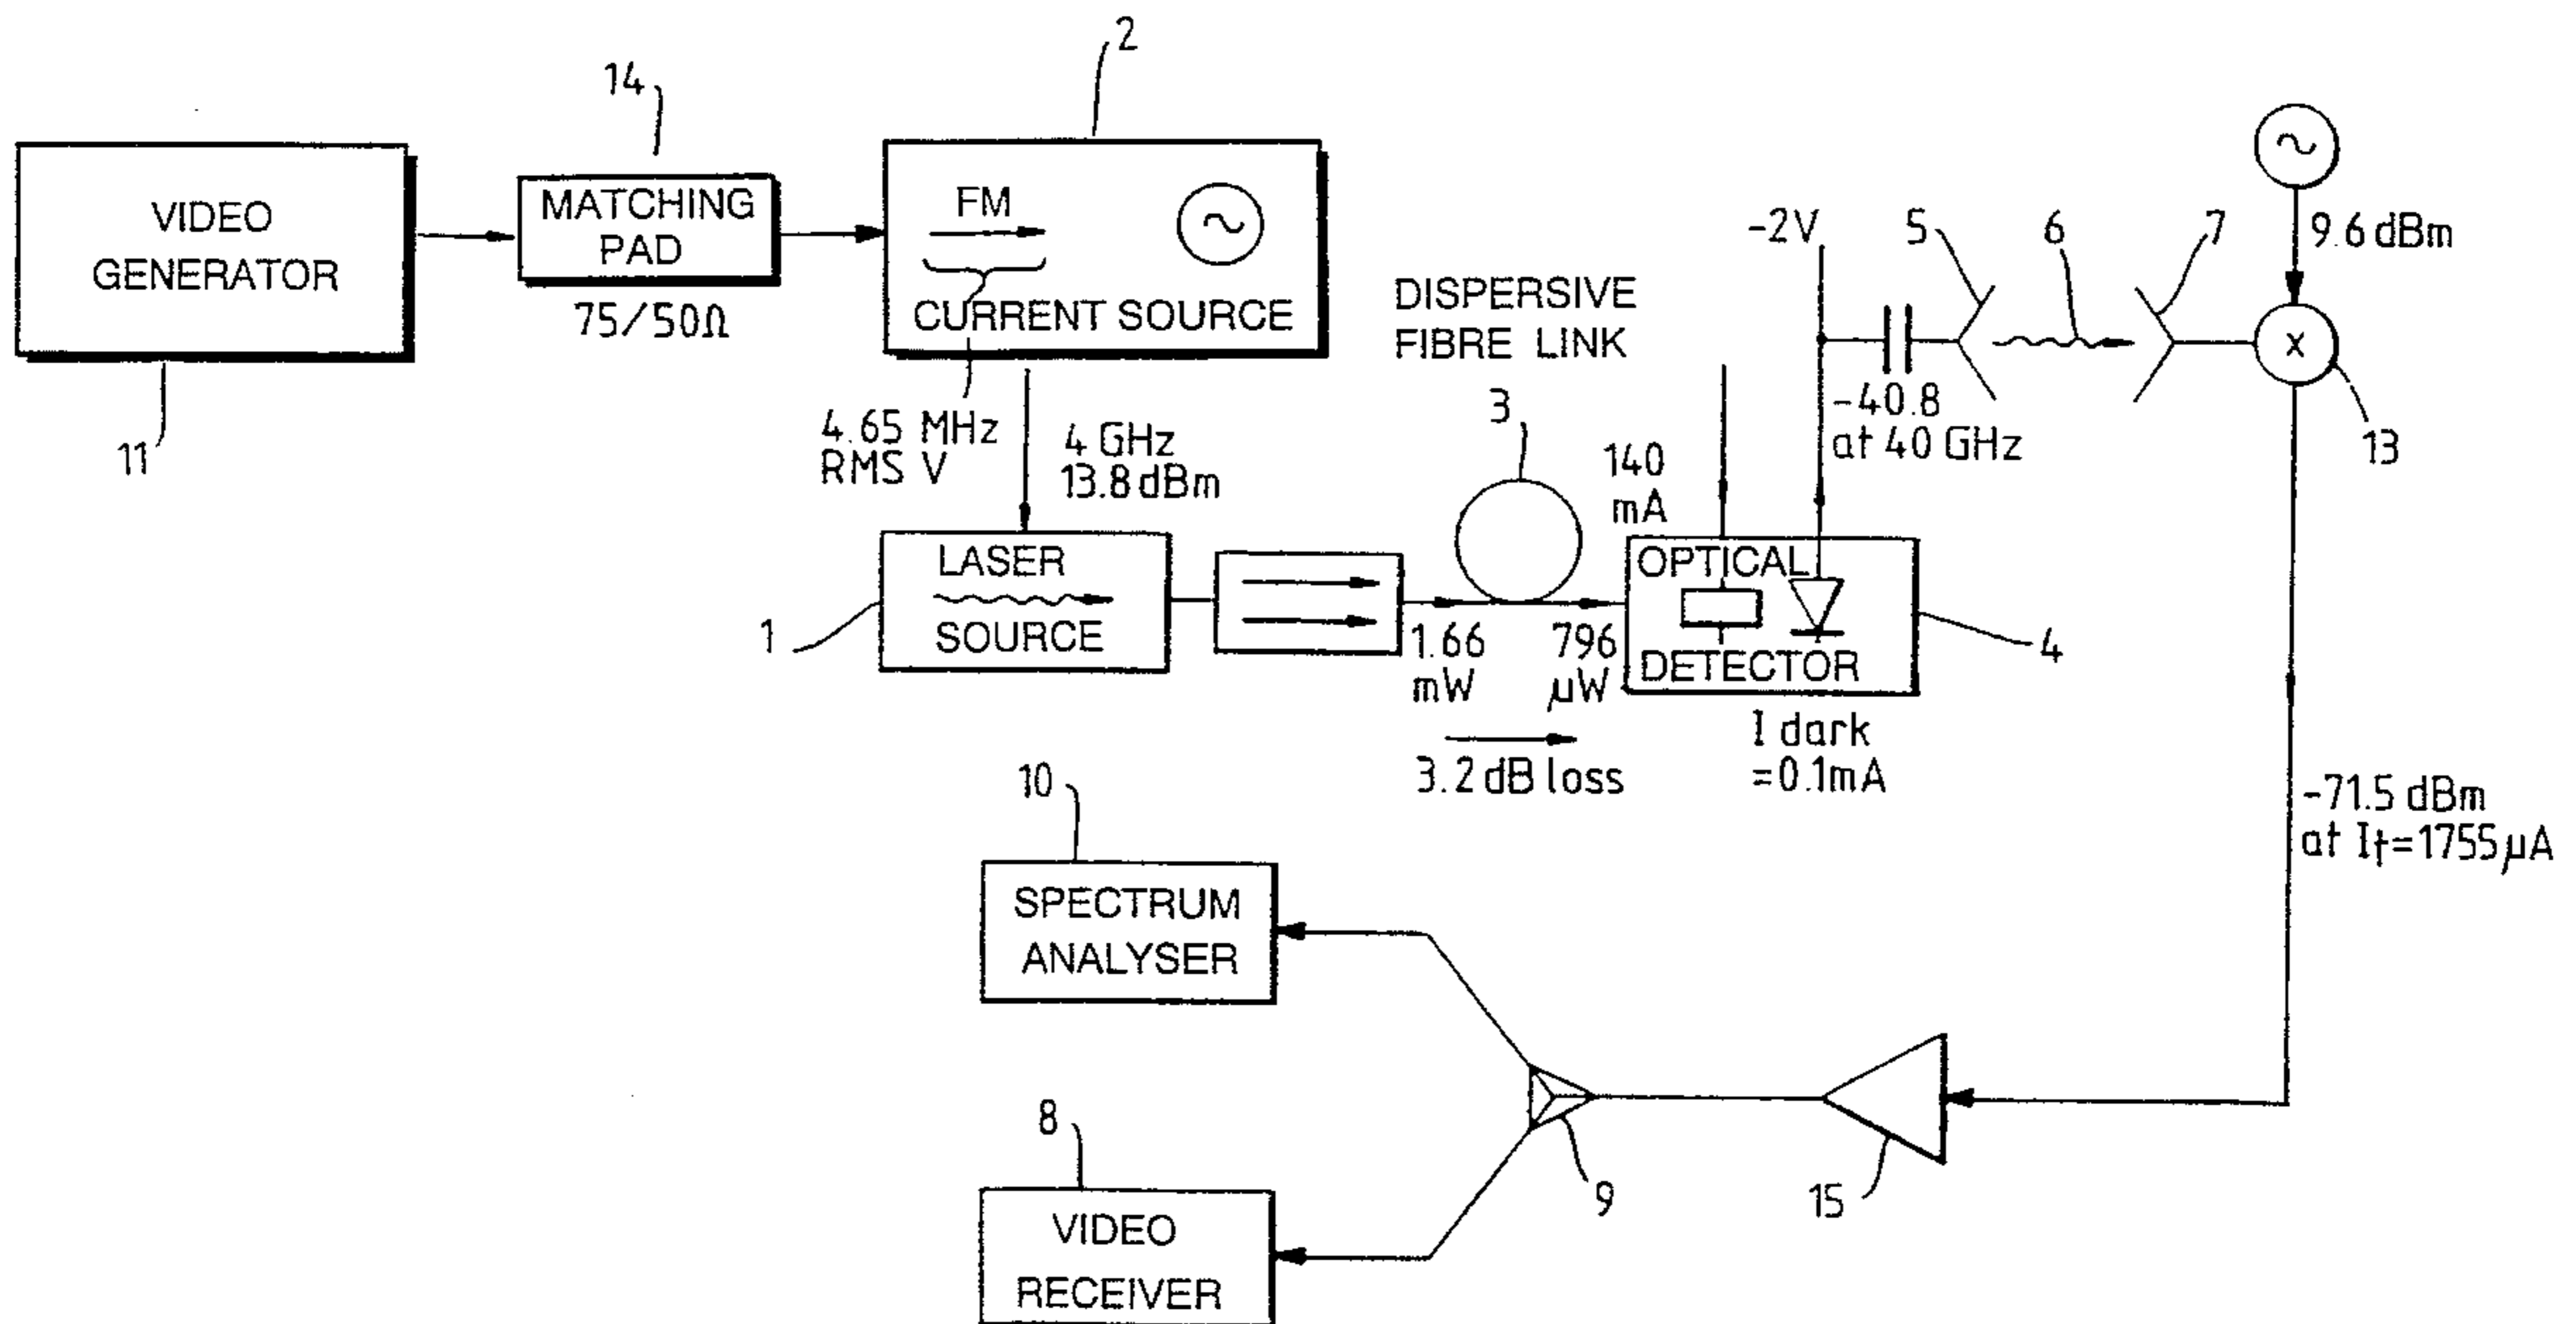 2
14
VIDEO
GENERATOR
MATCHING
PAD
75/50Ω
FM
CURRENT SOURCE
11
4.65 MHz
RMS V
4 GHz
13.8 dBm
DISPERSIVE
FIBRE LINK
3
-2V
5
6
7
9.6 dBm
X
13
-40.8
at 40 GHz
140
mA
LASER
SOURCE
1
1.66
mW
796
μW
3.2 dB loss
OPTICAL
DETECTOR
4
I dark
=0.1mA
-71.5 dBm
at If=1755μA
10
SPECTRUM
ANALYSER
8
VIDEO
RECEIVER
9
15